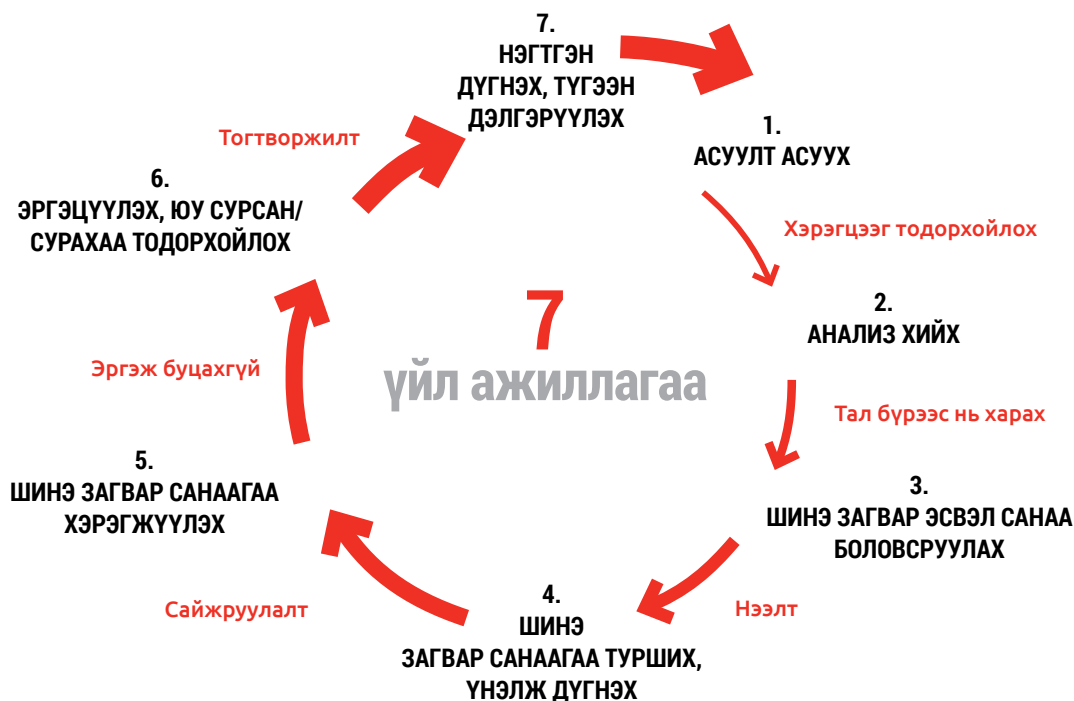 7.
НЭГТГЭН
ДҮГНЭХ, ТҮГЭЭН
ДЭЛГЭРҮҮЛЭХ
1.
АСУУЛТ АСУУХ
Хэрэгцээг тодорхойлох
2.
АНАЛИЗ ХИЙХ
Тал бүрээс нь харах
3.
ШИНЭ ЗАГВАР ЭСВЭЛ САНАА
БОЛОВСРУУЛАХ
Нээлт
4.
ШИНЭ
ЗАГВАР САНААГАА ТУРШИХ,
ҮНЭЛЖ ДҮГНЭХ
Сайжруулалт
5.
ШИНЭ ЗАГВАР САНААГАА
ХЭРЭГЖҮҮЛЭХ
Эргэж буцахгүй
6.
ЭРГЭЦҮҮЛЭХ, ЮУ СУРСАН/
СУРАХАА ТОДОРХОЙЛОХ
Тогтворжилт
7
үйл ажиллагаа